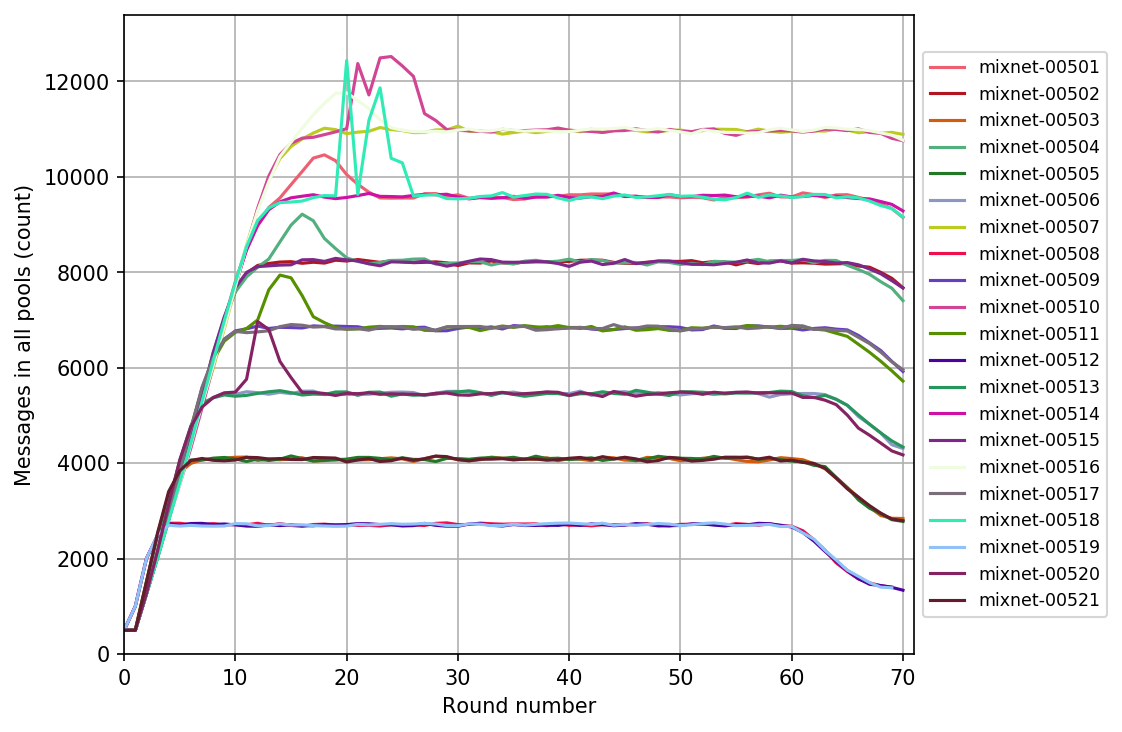 Messages in all pools (count)
12000
10000
8000
6000
4000
2000
0
0 10 20 30 40 50 60 70
Round number
mixnet-00501
mixnet-00502
mixnet-00503
mixnet-00504
mixnet-00505
mixnet-00506
mixnet-00507
mixnet-00508
mixnet-00509
mixnet-00510
mixnet-00511
mixnet-00512
mixnet-00513
mixnet-00514
mixnet-00515
mixnet-00516
mixnet-00517
mixnet-00518
mixnet-00519
mixnet-00520
mixnet-00521